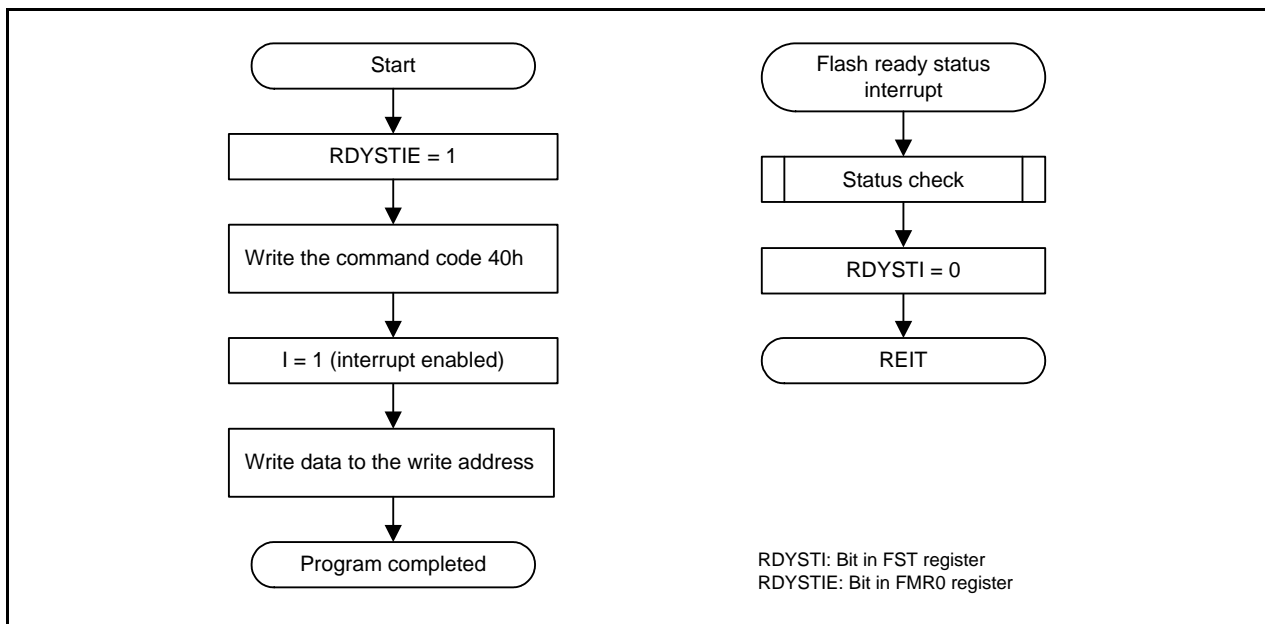 Start
RDYSTIE = 1
Write the command code 40h
I = 1 (interrupt enabled)
Write data to the write address
Program completed
Flash ready status
interrupt
Status check
RDYSTI = 0
REIT
RDYSTI: Bit in FST register
RDYSTIE: Bit in FMR0 register